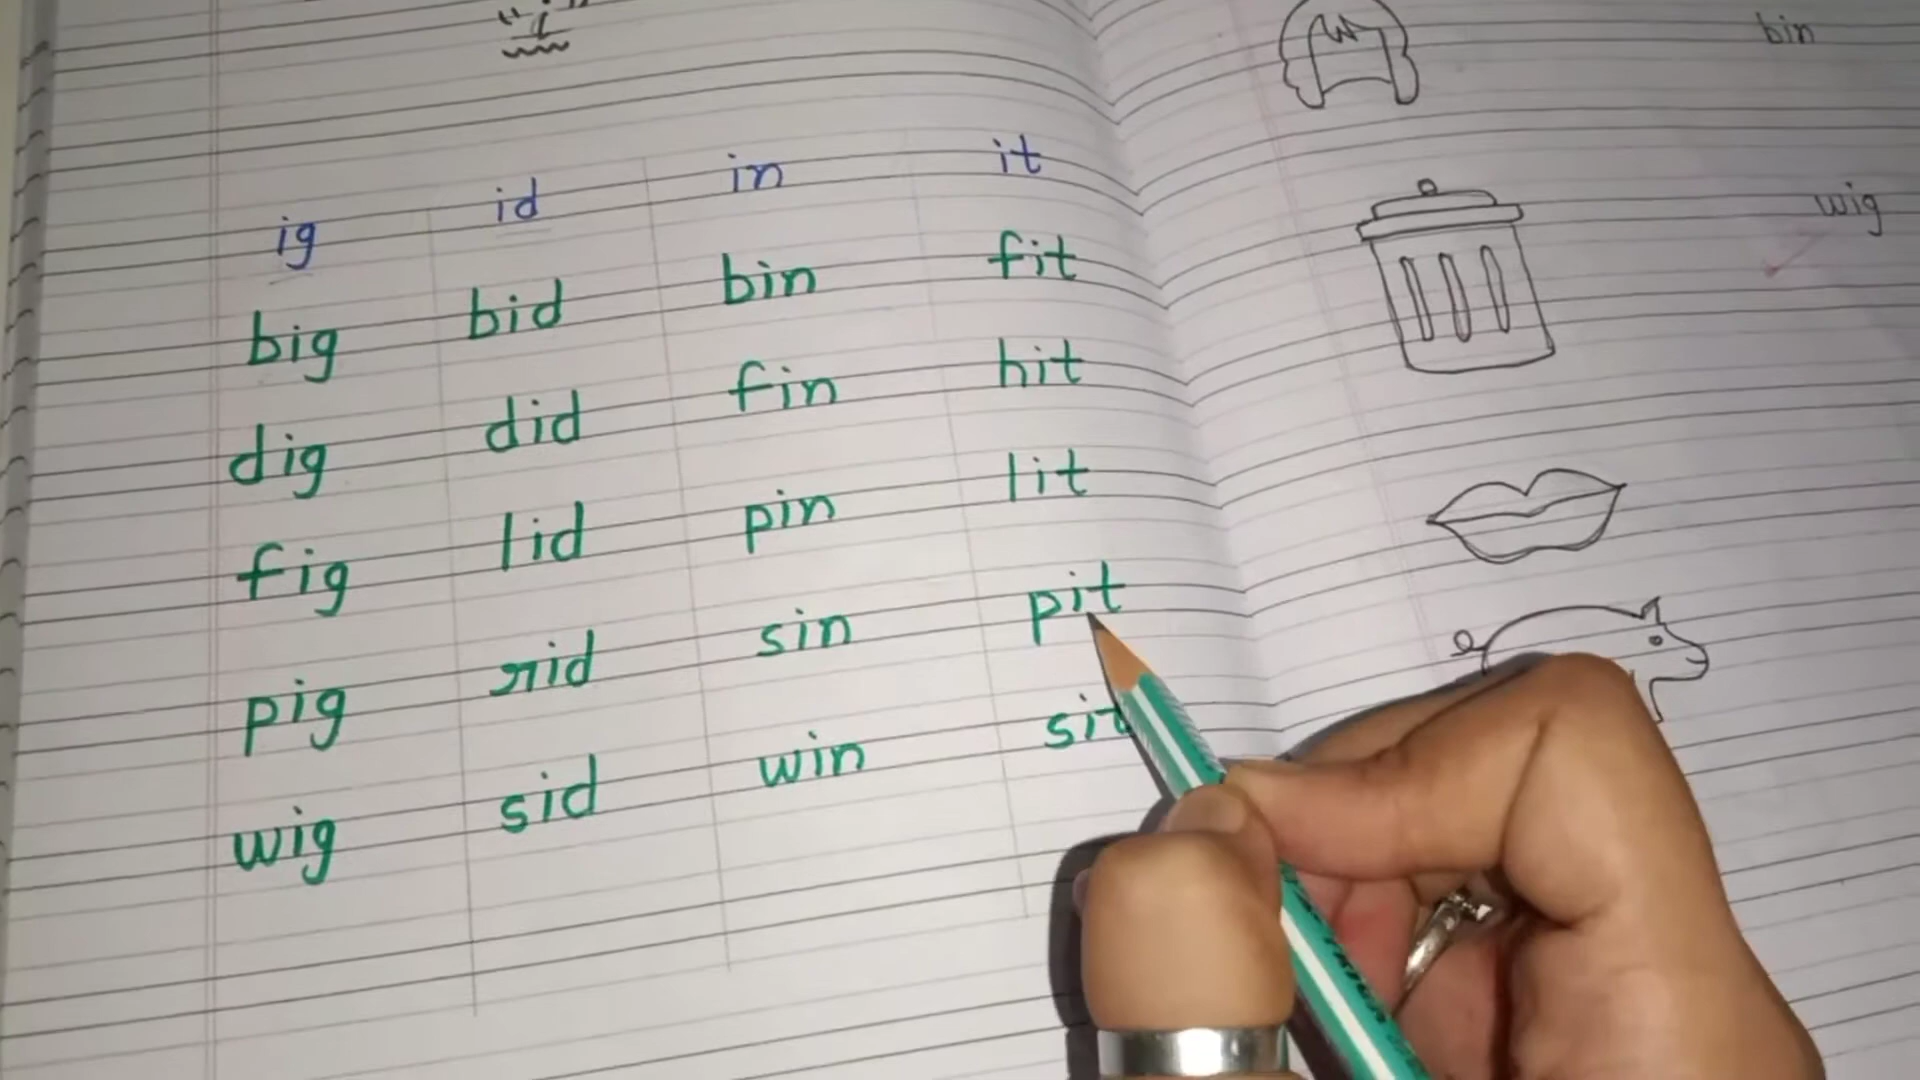 ig id in it
big bid bin fit
dig did fin hit
fig lid pin lit
pig rid sin pit
wig sid win sit
bin
wig